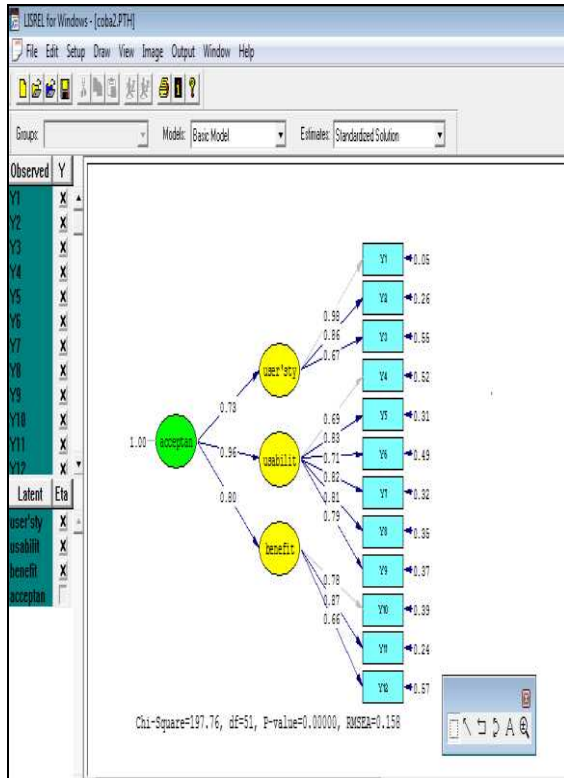 LISREL for Windows - [coba2.PTH]
File Edit Setup Draw View Image Output Window Help
Groups: Models: Basic Model Estimates: Standardized Solution
Observed Y
Y1 X
Y2 X
Y3 X
Y4 X
Y5 X
Y6 X
Y7 X
Y8 X
Y9 X
Y10 X
Y11 X
Y12 X
Latent Eta
user'sty X
usabilit X
benefit X
acceptan
1.00
acceptan
0.73
0.96
0.80
user'sty
usabilit
benefit
0.98
0.86
0.67
0.69
0.83
0.71
0.82
0.81
0.79
0.78
0.87
0.66
Y1 0.05
Y2 0.26
Y3 0.55
Y4 0.52
Y5 0.31
Y6 0.49
Y7 0.32
Y8 0.35
Y9 0.37
Y10 0.39
Y11 0.24
Y12 0.57
Chi-Square=197.76, df=51, P-value=0.00000, RMSEA=0.158
A